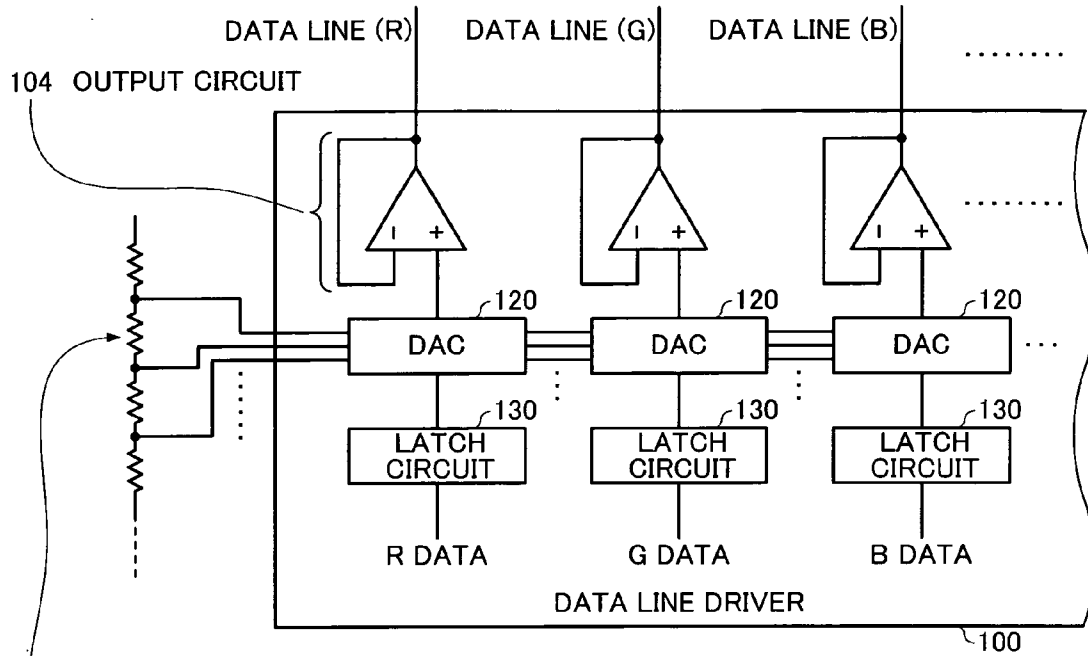 DATA LINE (R) DATA LINE (G) DATA LINE (B)
104 OUTPUT CIRCUIT
− + − + − +
120 120 120
DAC DAC DAC
130 130 130
LATCH CIRCUIT
LATCH CIRCUIT
LATCH CIRCUIT
R DATA G DATA B DATA
DATA LINE DRIVER
100